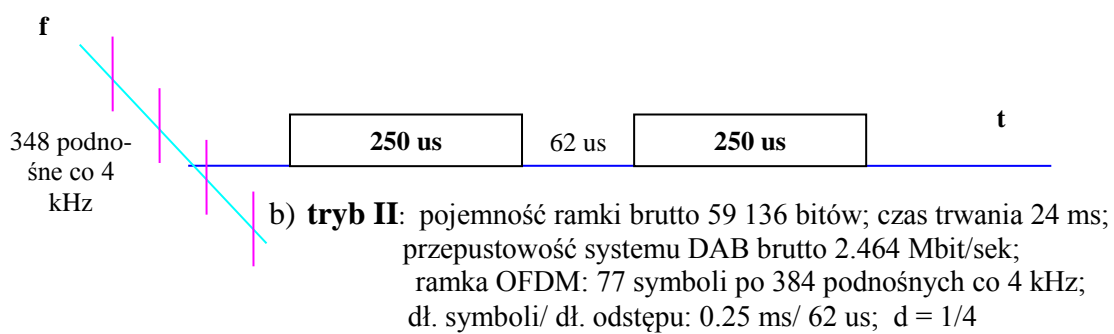 f
348 podno-
śne co 4
kHz
250 us
62 us
250 us
t
b) tryb II: pojemność ramki brutto 59 136 bitów; czas trwania 24 ms;
przepustowość systemu DAB brutto 2.464 Mbit/sek;
ramka OFDM: 77 symboli po 384 podnośnych co 4 kHz;
dł. symboli/ dł. odstępu: 0.25 ms/ 62 us; d = 1/4